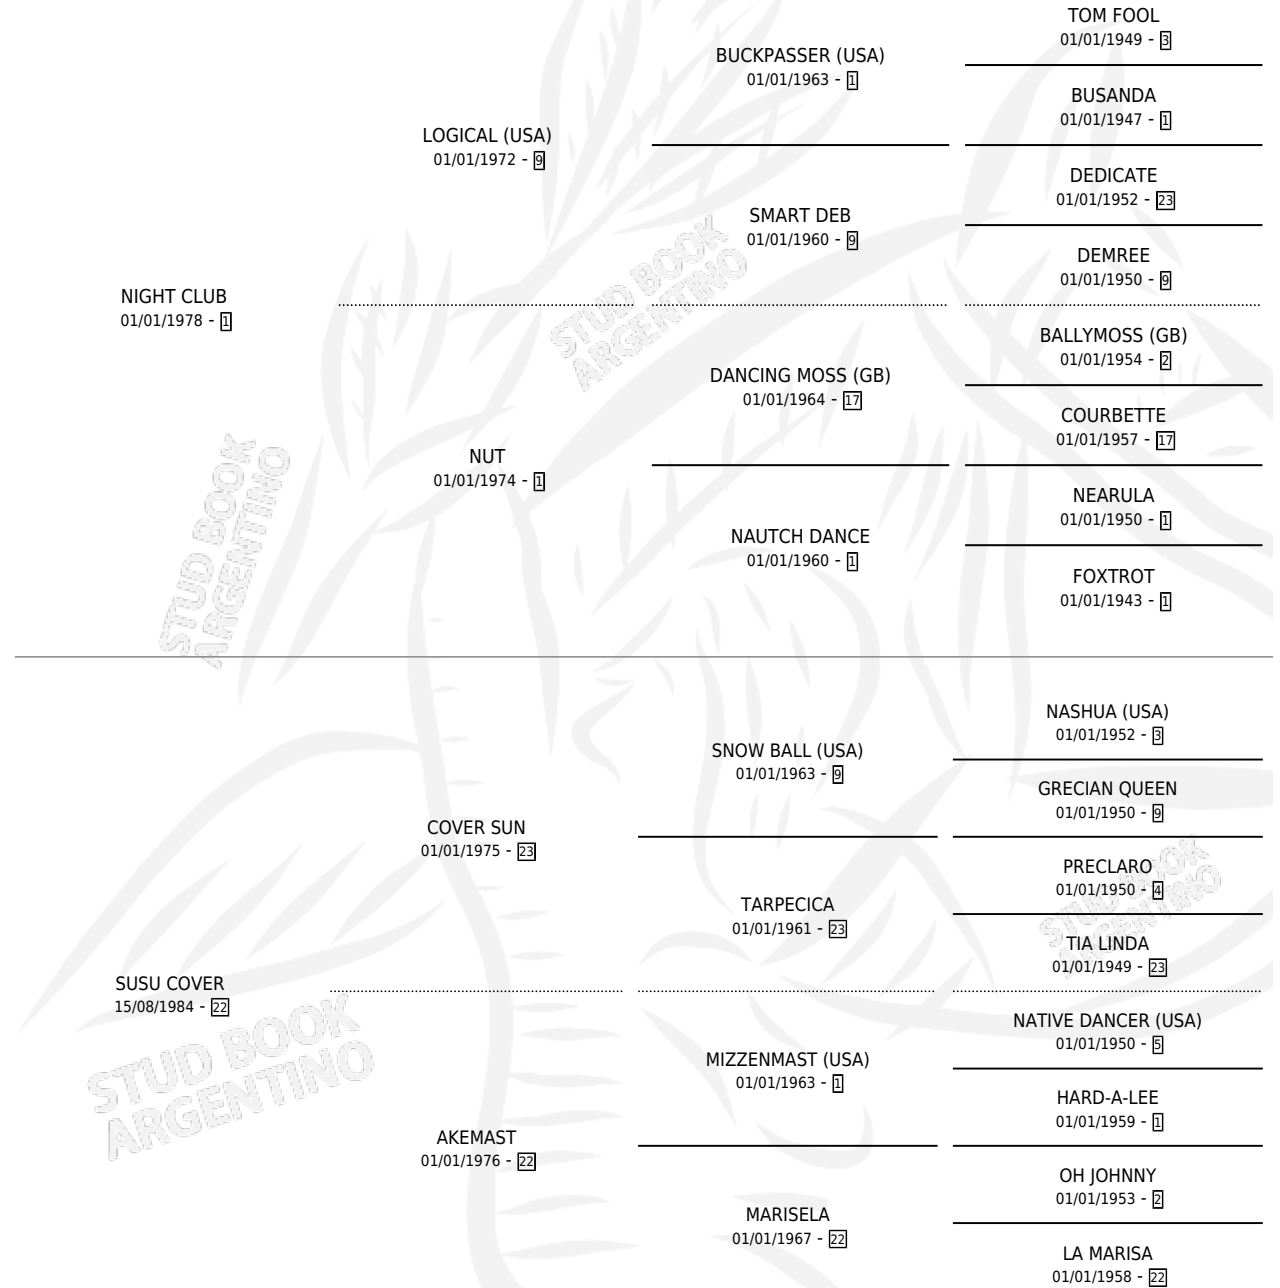 TOM FOOL
01/01/1949 - 3
BUCKPASSER (USA)
01/01/1963 - 1
BUSANDA
01/01/1947 - 1
LOGICAL (USA)
01/01/1972 - 9
DEDICATE
01/01/1952 - 23
SMART DEB
01/01/1960 - 9
DEMREE
01/01/1950 - 9
NIGHT CLUB
01/01/1978 - 1
BALLYMOSS (GB)
01/01/1954 - 2
DANCING MOSS (GB)
01/01/1964 - 17
COURBETTE
01/01/1957 - 17
NUT
01/01/1974 - 1
NEARULA
01/01/1950 - 1
NAUTCH DANCE
01/01/1960 - 1
FOXTROT
01/01/1943 - 1
NASHUA (USA)
01/01/1952 - 3
SNOW BALL (USA)
01/01/1963 - 9
GRECIAN QUEEN
01/01/1950 - 9
COVER SUN
01/01/1975 - 23
PRECLARO
01/01/1950 - 4
TARPECICA
01/01/1961 - 23
TIA LINDA
01/01/1949 - 23
SUSU COVER
15/08/1984 - 22
NATIVE DANCER (USA)
01/01/1950 - 5
MIZZENMAST (USA)
01/01/1963 - 1
HARD-A-LEE
01/01/1959 - 1
AKEMAST
01/01/1976 - 22
OH JOHNNY
01/01/1953 - 2
MARISELA
01/01/1967 - 22
LA MARISA
01/01/1958 - 22
STUD BOOK
ARGENTINO
STUD BOOK
ARGENTINO
STUD BOOK
ARGENTINO
STUD BOOK
ARGENTINO